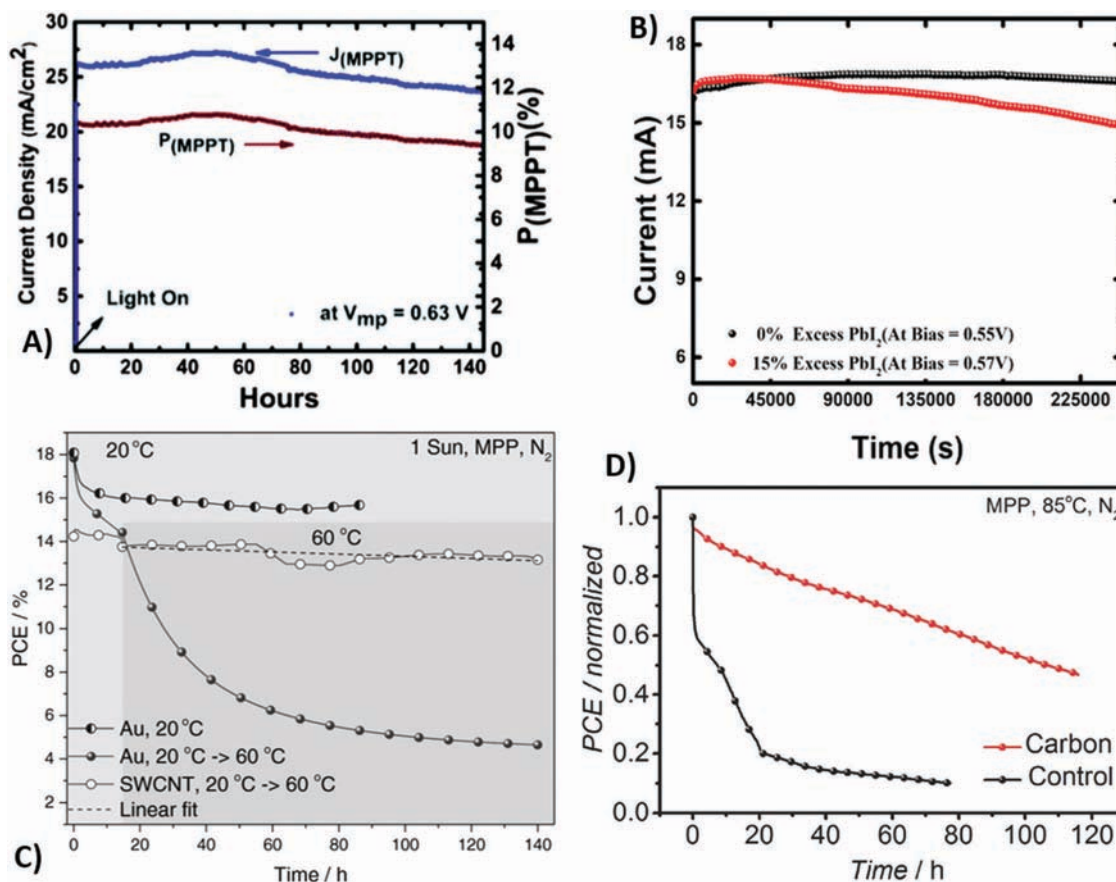 A)
Current Density (mA/cm²)
30
25
20
15
10
5
J(MPPT)
P(MPPT)
Light On
at Vmp = 0.63 V
14
12
10
8
6
4
2
0
P(MPPT)(%)
0 20 40 60 80 100 120 140
Hours
B)
Current (mA)
18
15
12
9
6
0% Excess PbI₂(At Bias = 0.55V)
15% Excess PbI₂(At Bias = 0.57V)
0 45000 90000 135000 180000 225000
Time (s)
C)
PCE / %
18
16
14
12
10
8
6
4
2
20 °C
1 Sun, MPP, N₂
60 °C
Au, 20 °C
Au, 20 °C -> 60 °C
SWCNT, 20 °C -> 60 °C
Linear fit
0 20 40 60 80 100 120 140
Time / h
D)
PCE / normalized
1.0
0.8
0.6
0.4
0.2
0.0
MPP, 85°C, N₂
Carbon
Control
0 20 40 60 80 100 120
Time / h